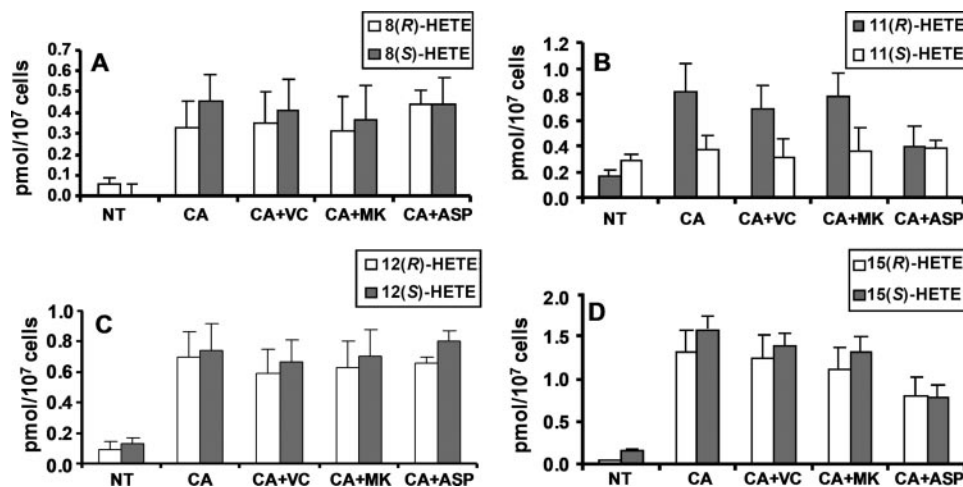 A
8(R)-HETE
8(S)-HETE
pmol/10⁷ cells
0.7
0.6
0.5
0.4
0.3
0.2
0.1
0.0
NT CA CA+VC CA+MK CA+ASP
B
11(R)-HETE
11(S)-HETE
pmol/10⁷ cells
1.2
1.0
0.8
0.6
0.4
0.2
0.0
NT CA CA+VC CA+MK CA+ASP
C
12(R)-HETE
12(S)-HETE
pmol/10⁷ cells
1.0
0.8
0.6
0.4
0.2
0.0
NT CA CA+VC CA+MK CA+ASP
D
15(R)-HETE
15(S)-HETE
pmol/10⁷ cells
2.0
1.5
1.0
0.5
0.0
NT CA CA+VC CA+MK CA+ASP